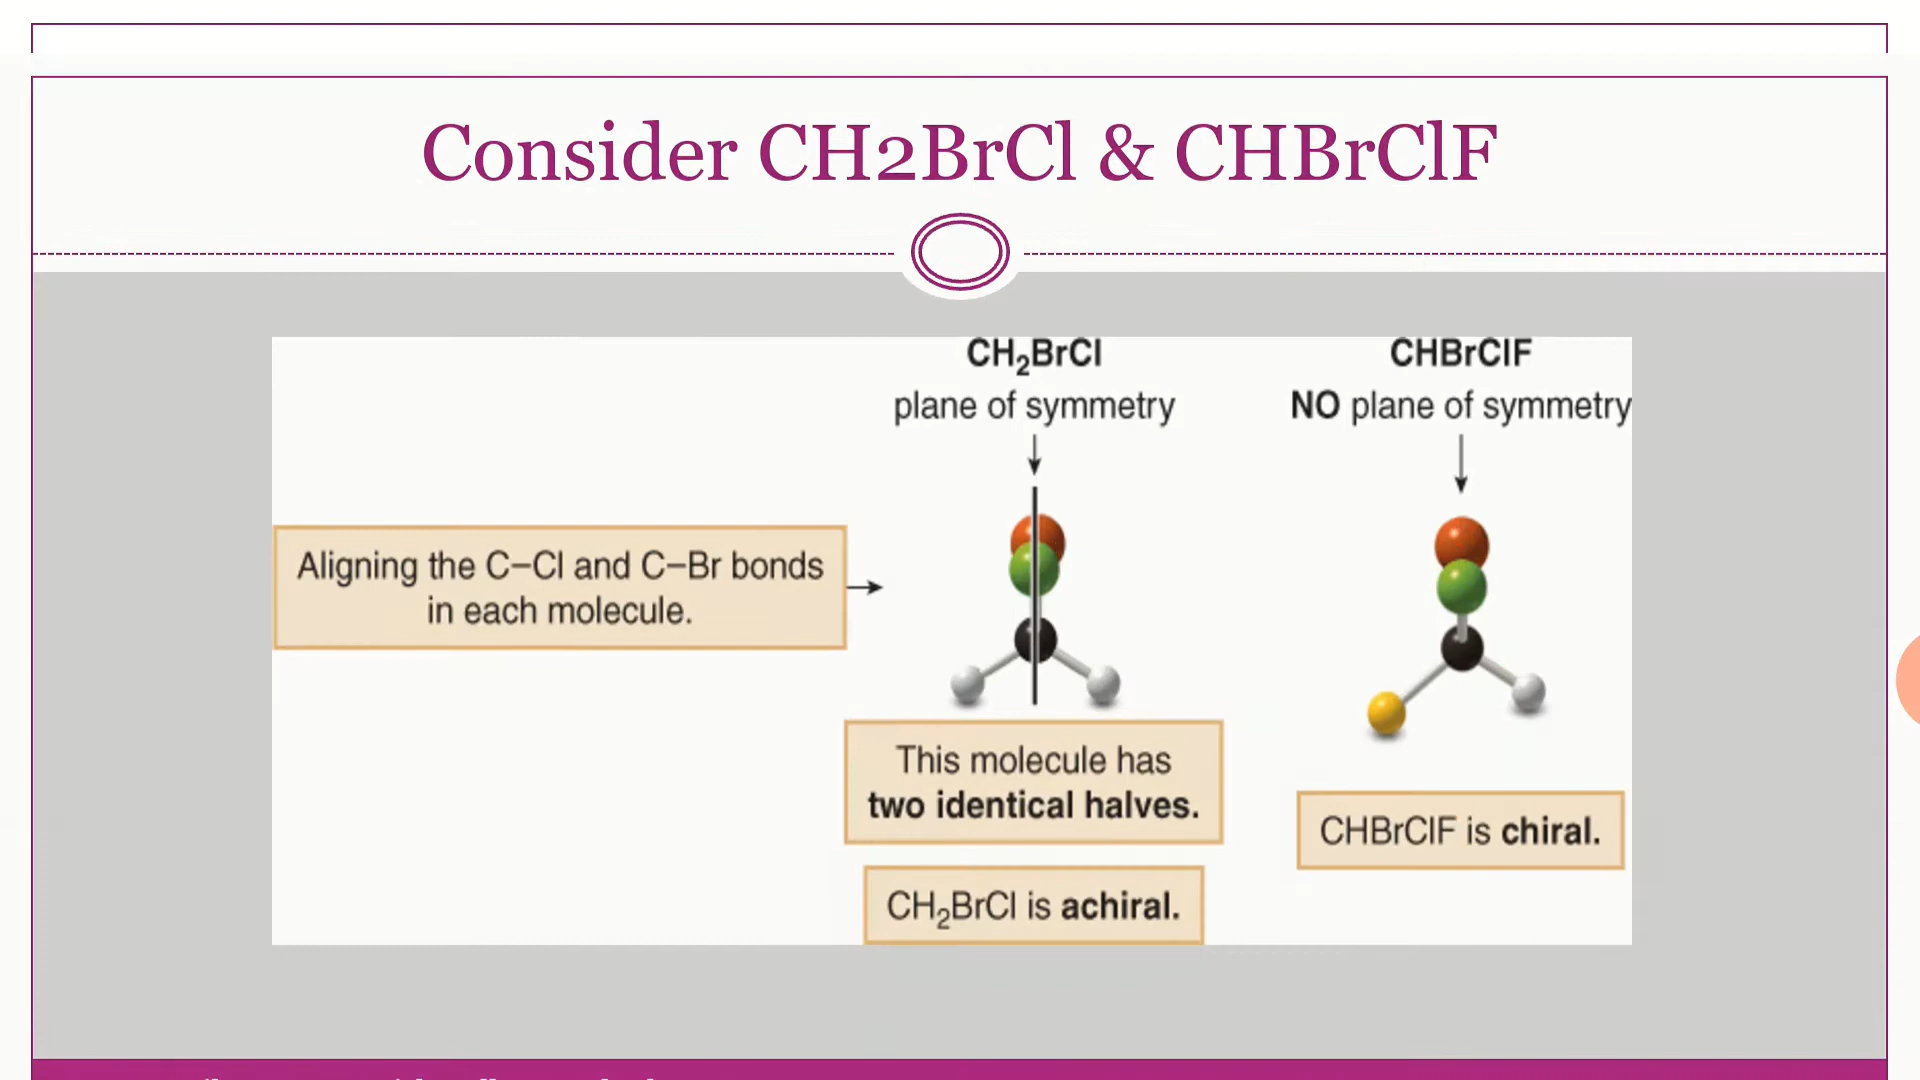 Consider CH2BrCl & CHBrClF
CH₂BrCl
plane of symmetry
CHBrClF
NO plane of symmetry
Aligning the C–Cl and C–Br bonds
in each molecule.
This molecule has
two identical halves.
CH₂BrCl is achiral.
CHBrClF is chiral.